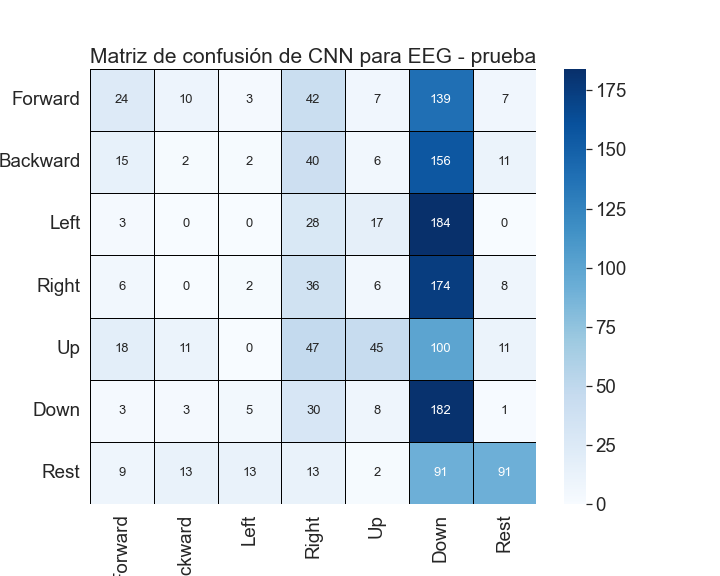 Matriz de confusión de CNN para EEG - prueba
Forward 24 10 3 42 7 139 7
Backward 15 2 2 40 6 156 11
Left 3 0 0 28 17 184 0
Right 6 0 2 36 6 174 8
Up 18 11 0 47 45 100 11
Down 3 3 5 30 8 182 1
Rest 9 13 13 13 2 91 91
Forward ckward Left Right Up Down Rest
175
150
125
100
75
50
25
0